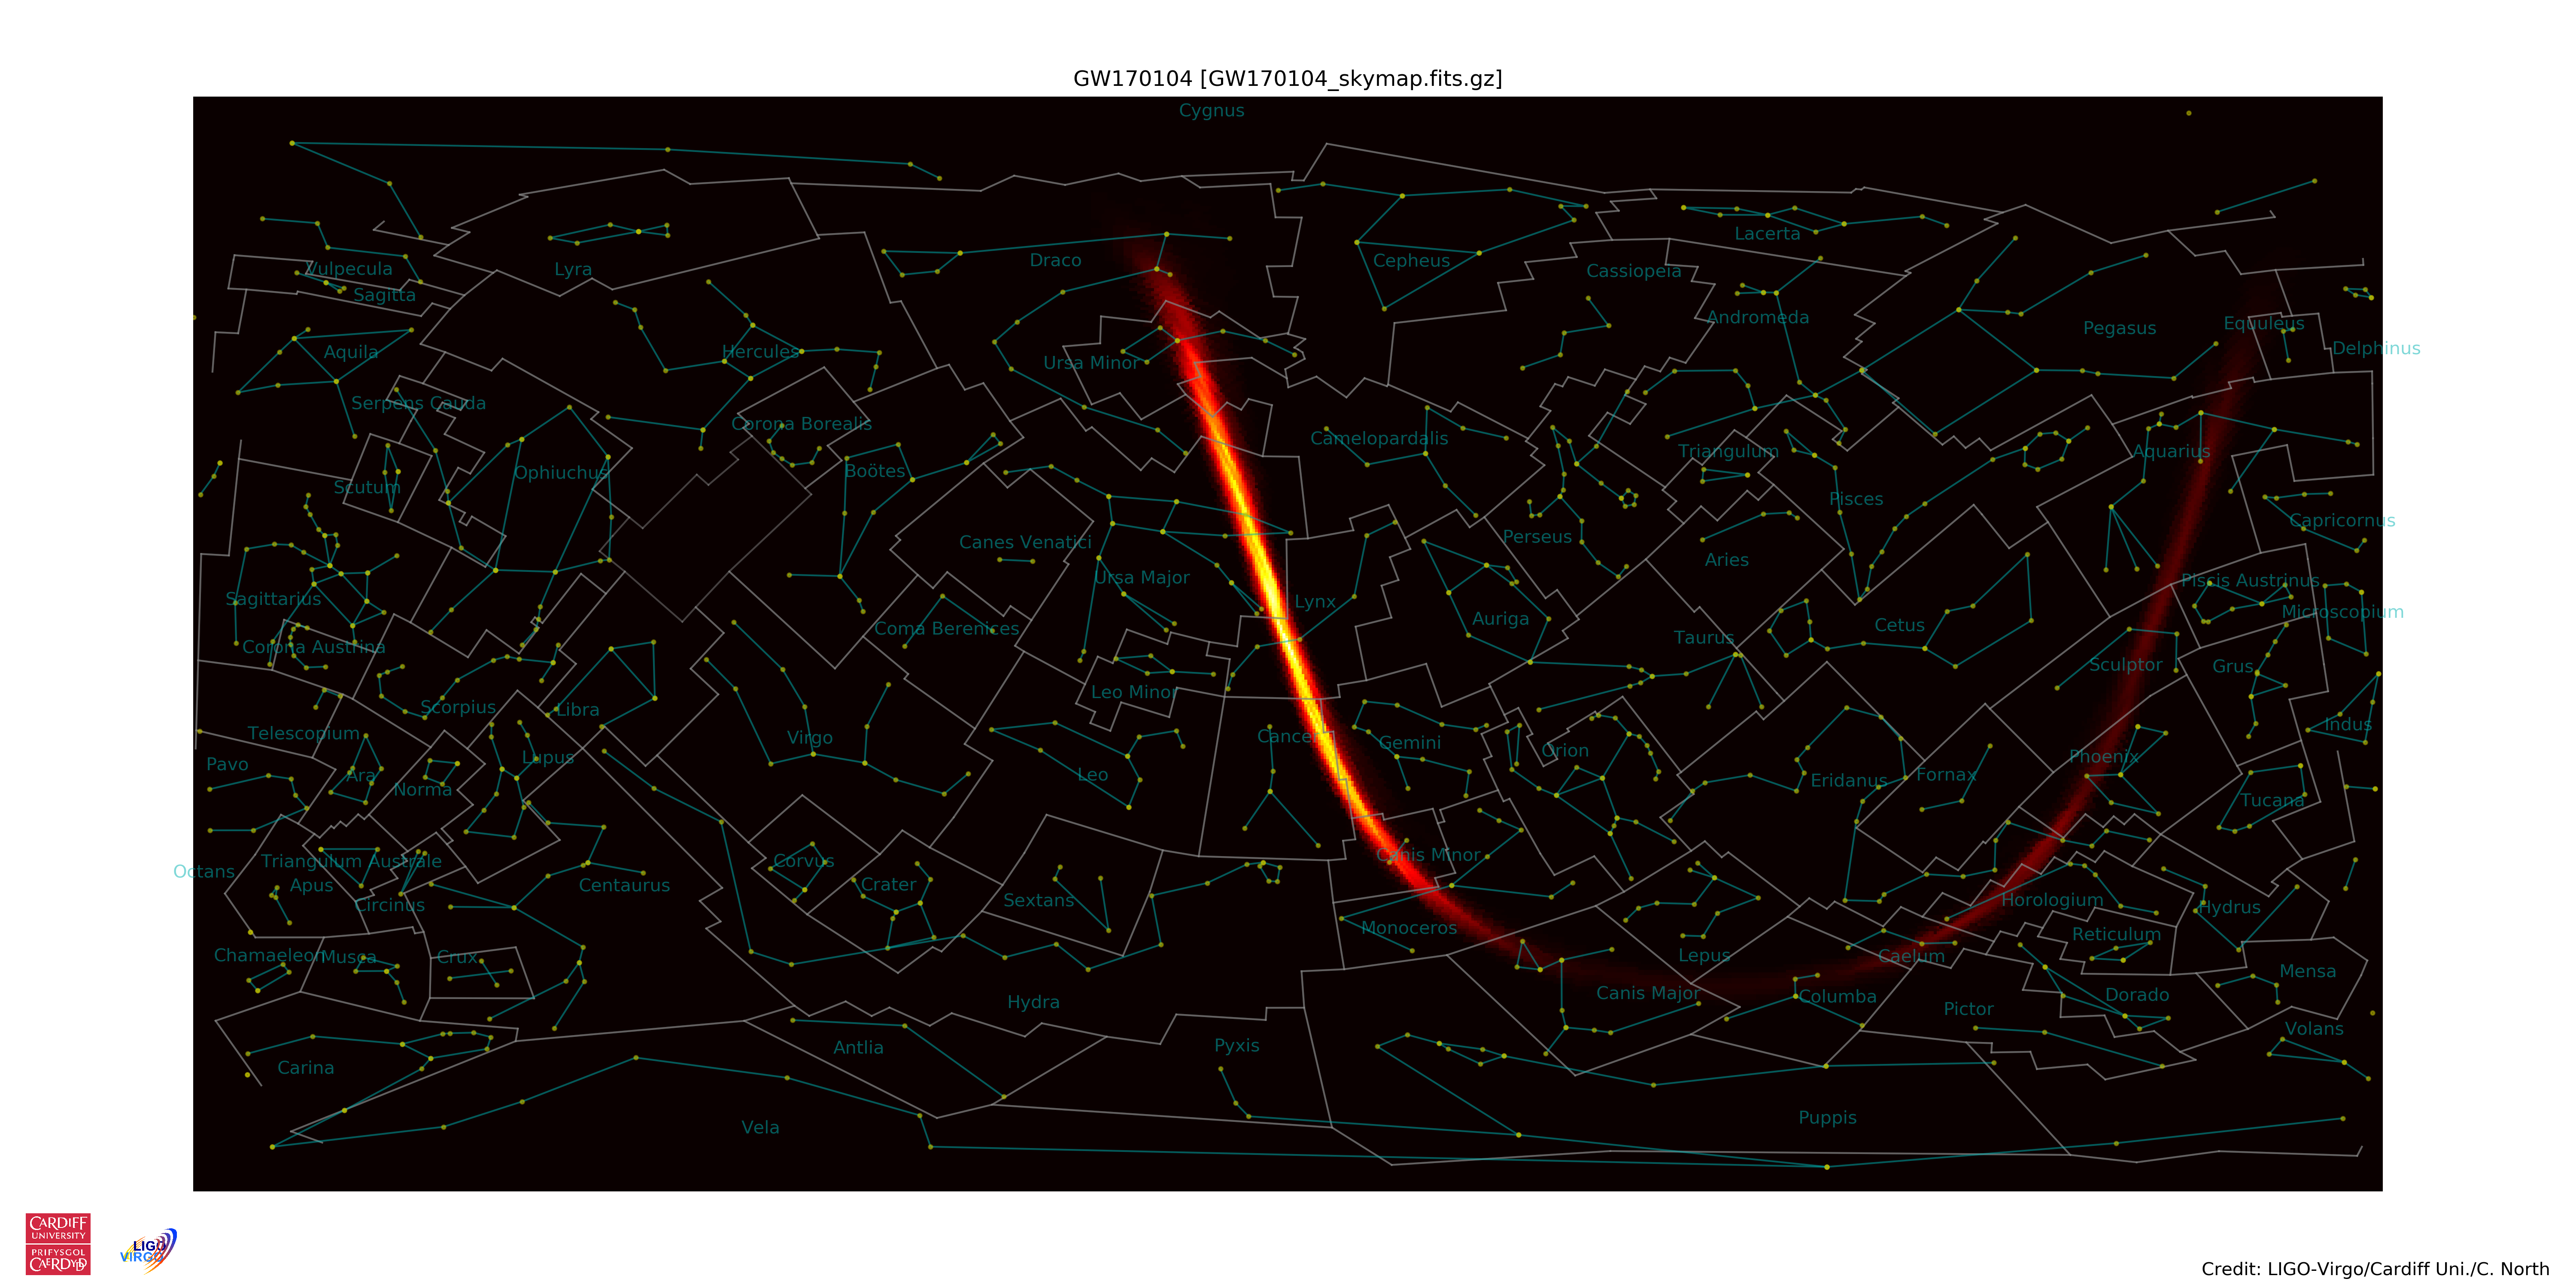 GW170104 [GW170104_skymap.fits.gz]
Cygnus
Lacerta
Draco
Cepheus
Vulpecula
Lyra
Cassiopeia
Sagitta
Andromeda
Equuleus
Pegasus
Delphinus
Aquila
Hercules
Ursa Minor
Serpens Cauda
Corona Borealis
Camelopardalis
Triangulum
Aquarius
Ophiuchus
Boötes
Scutum
Pisces
Capricornus
Canes Venatici
Perseus
Aries
Ursa Major
Piscis Austrinus
Sagittarius
Lynx
Microscopium
Auriga
Coma Berenices
Cetus
Taurus
Corona Austrina
Sculptor
Grus
Leo Minor
Scorpius
Libra
Indus
Telescopium
Virgo
Cancer
Gemini
Orion
Lupus
Phoenix
Pavo
Ara
Leo
Eridanus
Fornax
Norma
Tucana
Canis Minor
Triangulum Australe
Corvus
Octans
Apus
Centaurus
Crater
Sextans
Horologium
Circinus
Hydrus
Monoceros
Reticulum
Chamaeleon
Musca
Crux
Lepus
Caelum
Mensa
Canis Major
Columba
Dorado
Hydra
Pictor
Volans
Antlia
Pyxis
Carina
Puppis
Vela
CARDIFF
UNIVERSITY
PRIFYSGOL
CAERDYDD
LIGO
VIRGO
Credit: LIGO-Virgo/Cardiff Uni./C. North